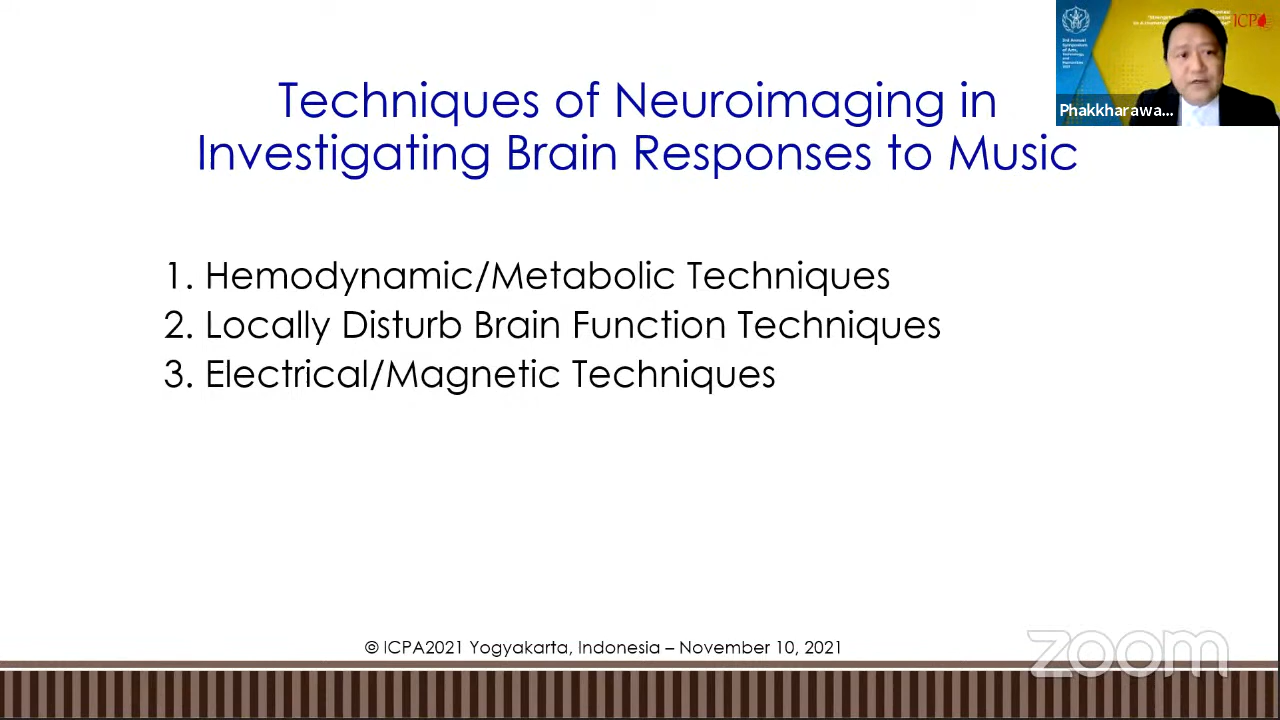 Techniques of Neuroimaging in
Investigating Brain Responses to Music
1. Hemodynamic/Metabolic Techniques
2. Locally Disturb Brain Function Techniques
3. Electrical/Magnetic Techniques
© ICPA2021 Yogyakarta, Indonesia – November 10, 2021
zoom
ICP
Phakkharawa...